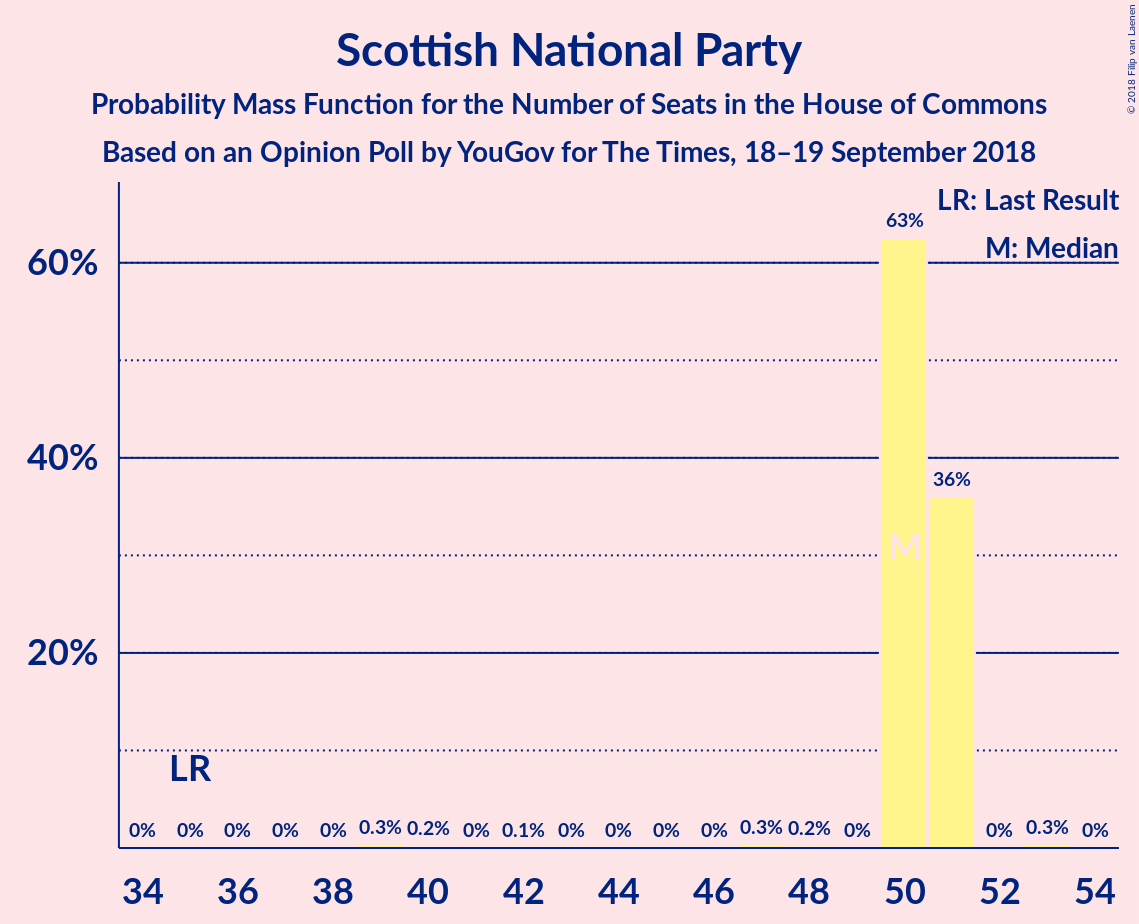 Scottish National Party
Probability Mass Function for the Number of Seats in the House of Commons
Based on an Opinion Poll by YouGov for The Times, 18–19 September 2018
© 2018 Filip van Laenen
LR: Last Result
M: Median
63%
60%
40%
36%
M
20%
LR
0% 0% 0% 0% 0% 0.3% 0.2% 0% 0.1% 0% 0% 0% 0% 0.3% 0.2% 0% 0% 0.3% 0%
34 36 38 40 42 44 46 48 50 52 54